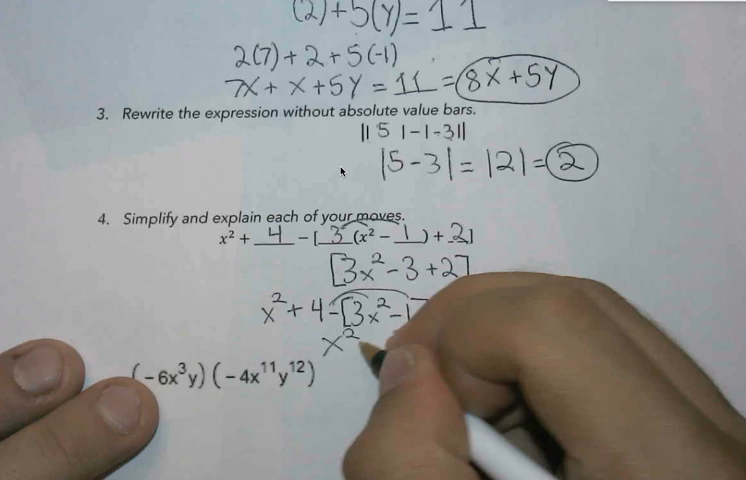 (2)+5(Y)=11
2(7)+2+5(-1)
7X+X+5Y=11=8X+5Y
3. Rewrite the expression without absolute value bars.
||5|-|-3||
|5-3|=|2|=2
4. Simplify and explain each of your moves.
x²+4-[3(x²-1)+2]
[3x²-3+2]
x²+4-[3x²-1]
x²
(-6x³y)(-4x¹¹y¹²)